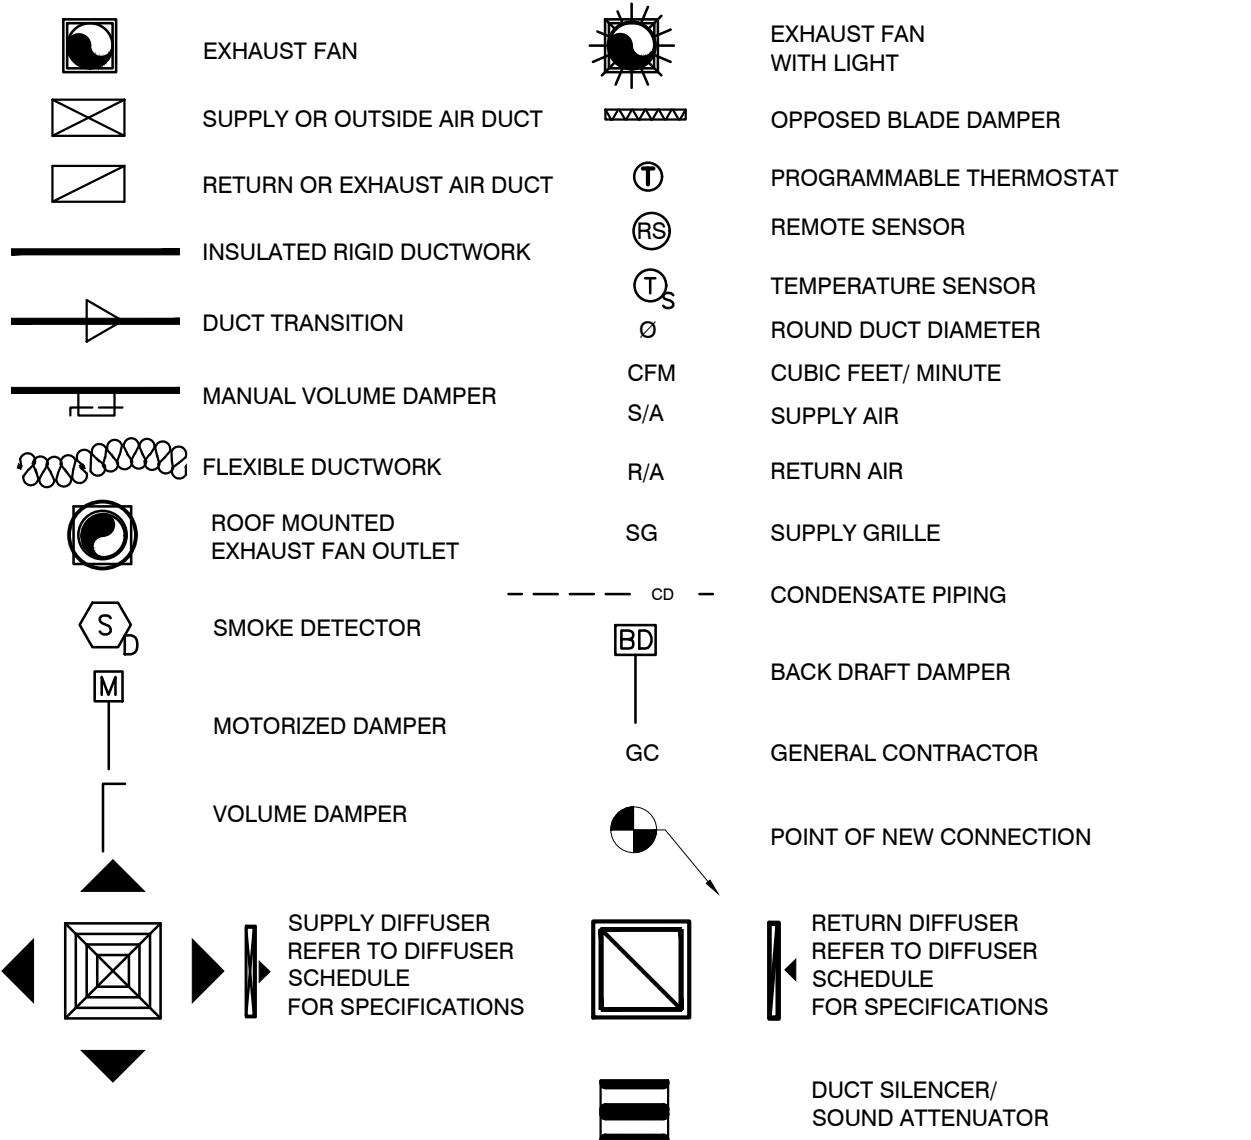 EXHAUST FAN
SUPPLY OR OUTSIDE AIR DUCT
RETURN OR EXHAUST AIR DUCT
INSULATED RIGID DUCTWORK
DUCT TRANSITION
MANUAL VOLUME DAMPER
FLEXIBLE DUCTWORK
ROOF MOUNTED
EXHAUST FAN OUTLET
S D
SMOKE DETECTOR
M
MOTORIZED DAMPER
VOLUME DAMPER
SUPPLY DIFFUSER
REFER TO DIFFUSER
SCHEDULE
FOR SPECIFICATIONS
EXHAUST FAN
WITH LIGHT
OPPOSED BLADE DAMPER
T PROGRAMMABLE THERMOSTAT
RS REMOTE SENSOR
T S TEMPERATURE SENSOR
Ø ROUND DUCT DIAMETER
CFM CUBIC FEET/ MINUTE
S/A SUPPLY AIR
R/A RETURN AIR
SG SUPPLY GRILLE
CD CONDENSATE PIPING
BD
BACK DRAFT DAMPER
GC GENERAL CONTRACTOR
POINT OF NEW CONNECTION
RETURN DIFFUSER
REFER TO DIFFUSER
SCHEDULE
FOR SPECIFICATIONS
DUCT SILENCER/
SOUND ATTENUATOR